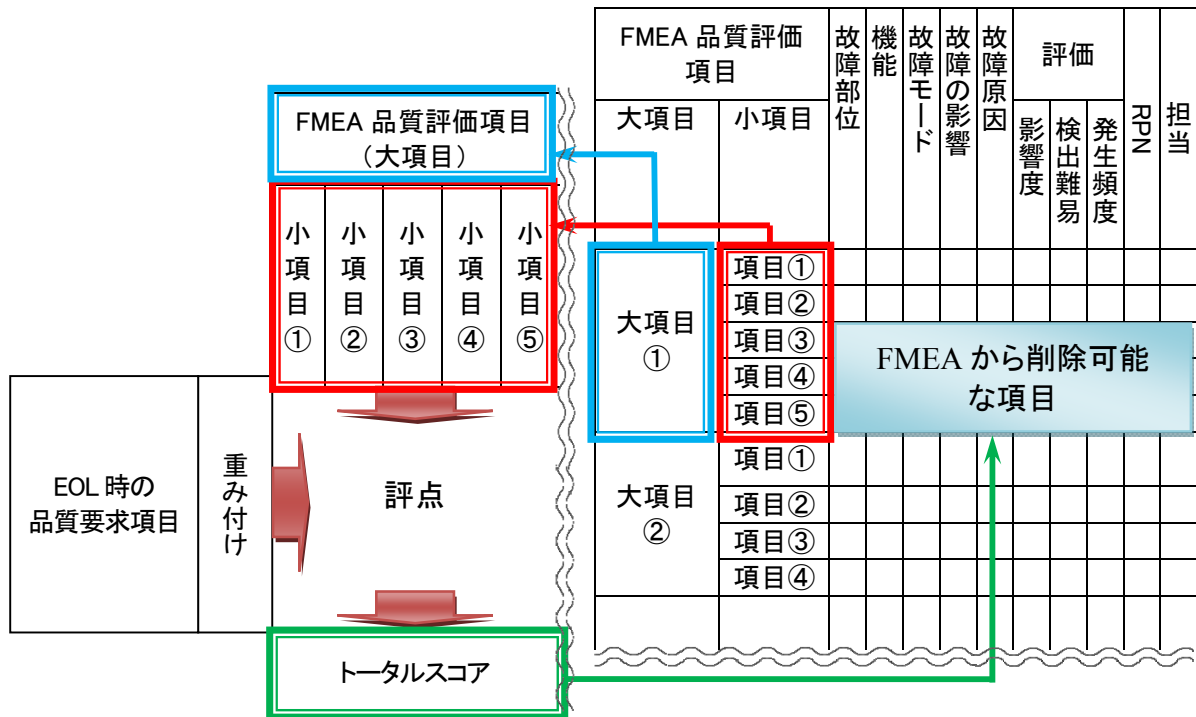 FMEA 品質評価項目
(大項目)
小項目①
小項目②
小項目③
小項目④
小項目⑤
EOL 時の
品質要求項目
重み付け
評点
トータルスコア
FMEA 品質評価
項目
大項目
小項目
故障部位
機能
故障モード
故障の影響
故障原因
評価
影響度
検出難易
発生頻度
RPN
担当
大項目
①
項目①
項目②
項目③
項目④
項目⑤
FMEA から削除可能
な項目
大項目
②
項目①
項目②
項目③
項目④